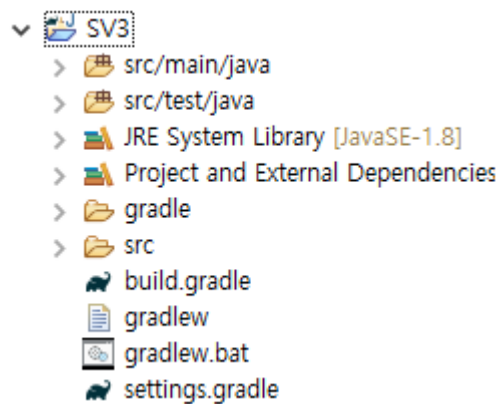 SV3
src/main/java
src/test/java
JRE System Library [JavaSE-1.8]
Project and External Dependencies
gradle
src
build.gradle
gradlew
gradlew.bat
settings.gradle